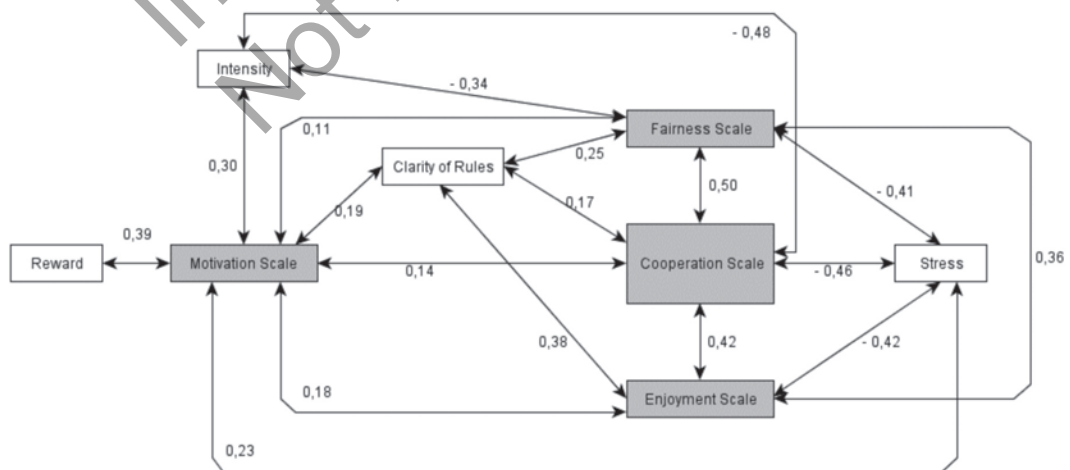 - 0,48
Intensity
- 0,34
Fairness Scale
0,11
0,25
Clarity of Rules
0,30
0,50
- 0,41
0,17
0,19
0,39
Reward
Motivation Scale
0,14
Cooperation Scale
- 0,46
Stress
0,36
0,38
0,42
- 0,42
0,18
Enjoyment Scale
0,23
Not